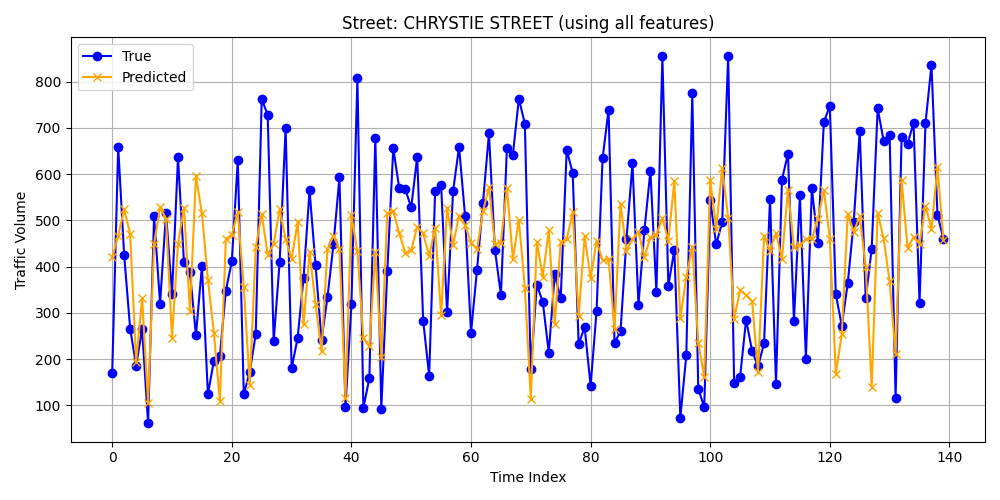 Street: CHRYSTIE STREET (using all features)
True
Predicted
Traffic Volume
800
700
600
500
400
300
200
100
0 20 40 60 80 100 120 140
Time Index